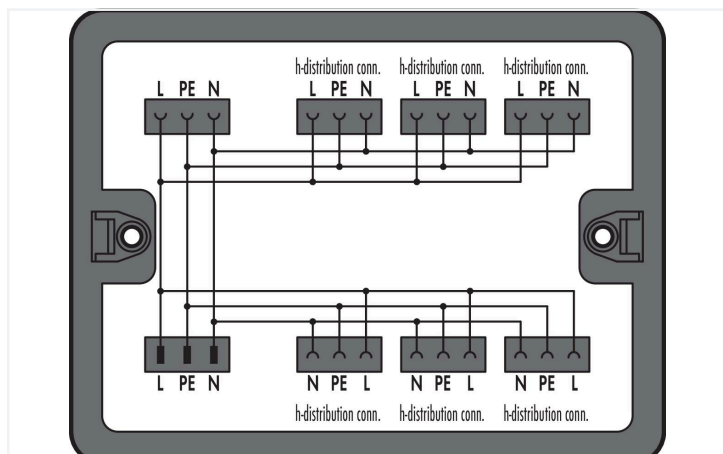 h-distribution conn. h-distribution conn. h-distribution conn.
L PE N L PE N L PE N L PE N
L PE N N PE L N PE L N PE L
h-distribution conn. h-distribution conn. h-distribution conn.